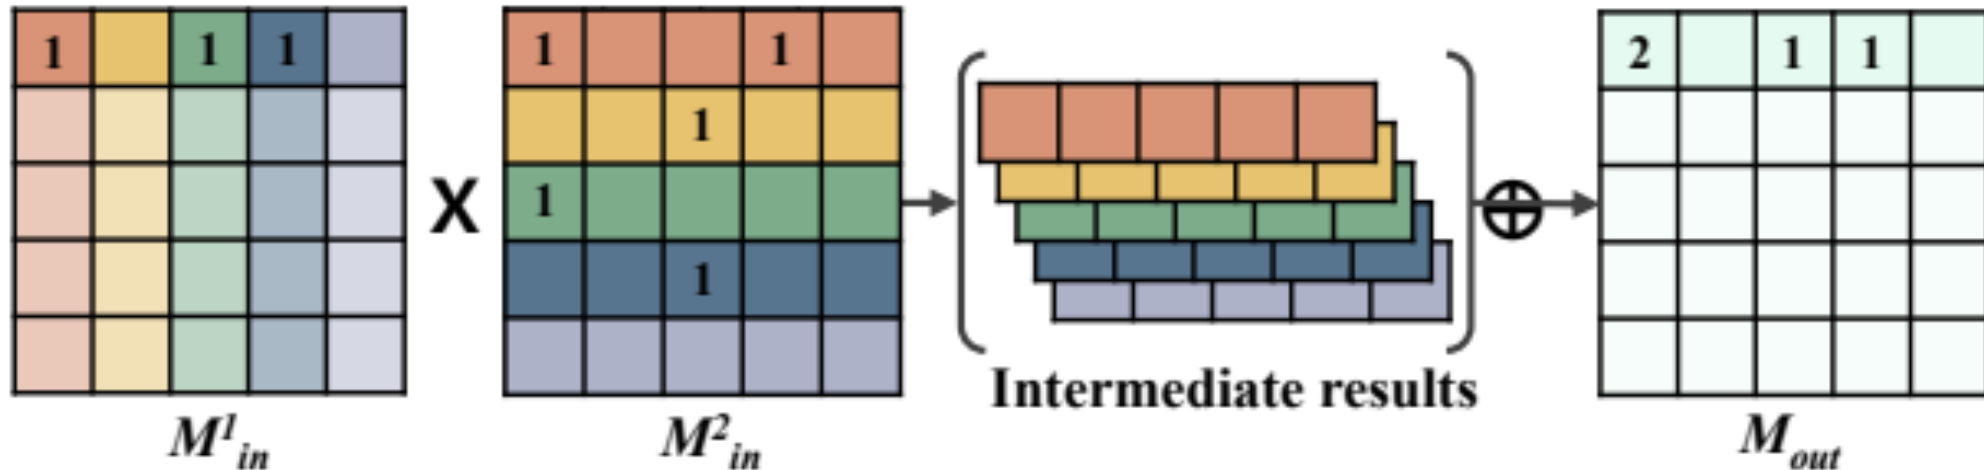 1 1 1
1 1
1
1
1
X
2 1 1
Intermediate results
M¹in
M²in
Mout